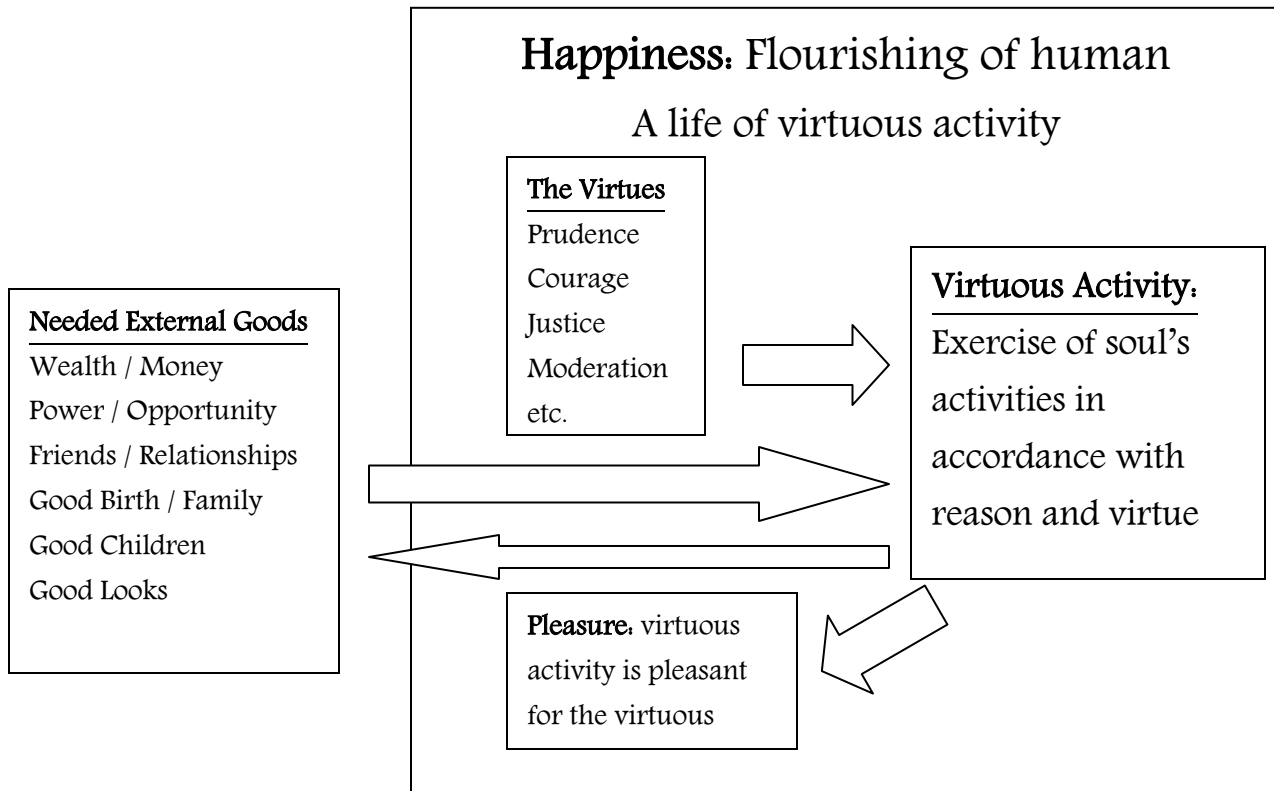 Happiness: Flourishing of human
A life of virtuous activity
The Virtues
Prudence
Courage
Justice
Moderation
etc.
Needed External Goods
Wealth / Money
Power / Opportunity
Friends / Relationships
Good Birth / Family
Good Children
Good Looks
Virtuous Activity:
Exercise of soul’s
activities in
accordance with
reason and virtue
Pleasure: virtuous
activity is pleasant
for the virtuous